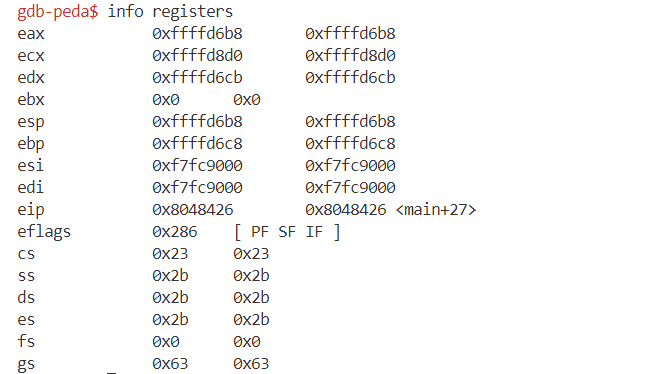 gdb-peda$ info registers
eax 0xffffd6b8 0xffffd6b8
ecx 0xffffd8d0 0xffffd8d0
edx 0xffffd6cb 0xffffd6cb
ebx 0x0 0x0
esp 0xffffd6b8 0xffffd6b8
ebp 0xffffd6c8 0xffffd6c8
esi 0xf7fc9000 0xf7fc9000
edi 0xf7fc9000 0xf7fc9000
eip 0x8048426 0x8048426 <main+27>
eflags 0x286 [ PF SF IF ]
cs 0x23 0x23
ss 0x2b 0x2b
ds 0x2b 0x2b
es 0x2b 0x2b
fs 0x0 0x0
gs _ 0x63 0x63